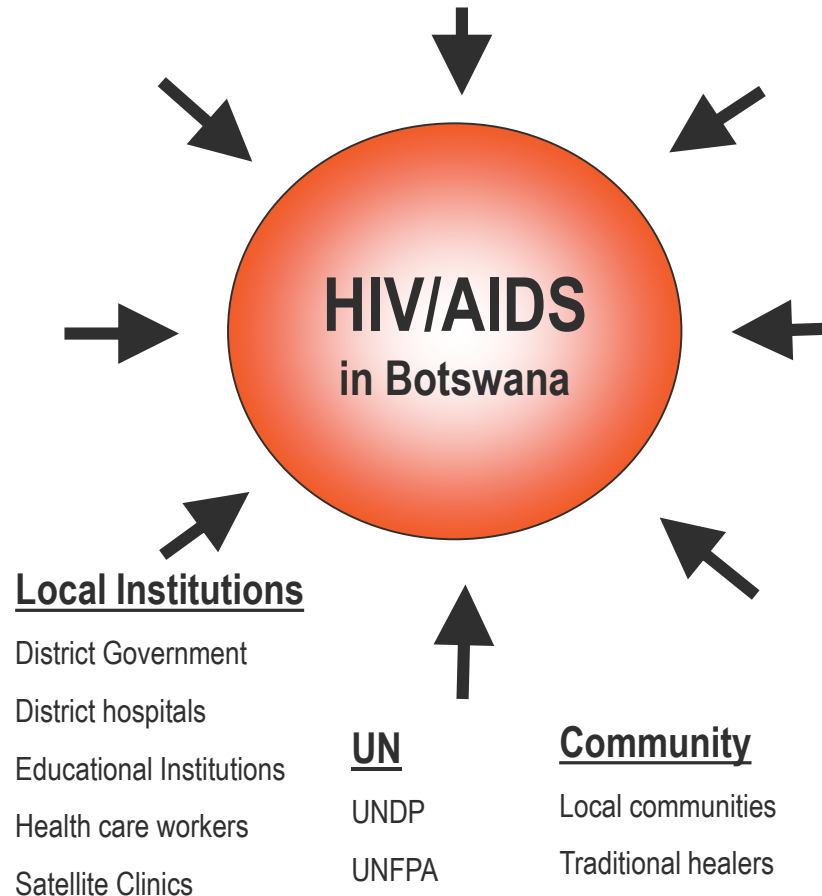 HIV/AIDS
in Botswana
Local Institutions
District Government
District hospitals
Educational Institutions
Health care workers
Satellite Clinics
UN
UNDP
UNFPA
Community
Local communities
Traditional healers